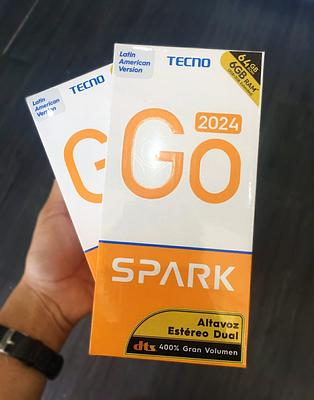 Latin
American
Version
TECNO
64GB
6GB RAM*
Go
2024
SPARK
Altavoz
Estéreo Dual
dts 400% Gran Volumen
Latin
American
Version
TECNO
G